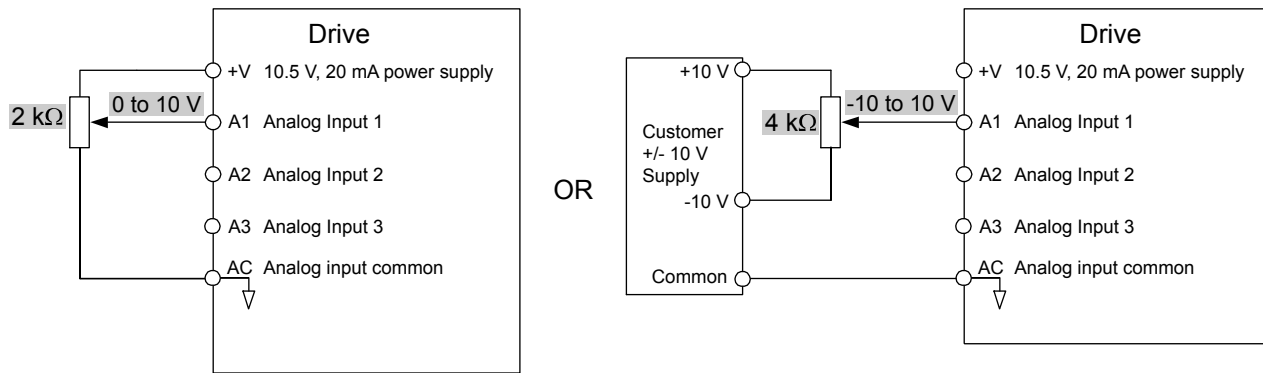 Drive
+V 10.5 V, 20 mA power supply
2 kΩ
0 to 10 V
A1 Analog Input 1
A2 Analog Input 2
A3 Analog Input 3
AC Analog input common
OR
+10 V
Customer
+/- 10 V
Supply
-10 V
Common
4 kΩ
-10 to 10 V
Drive
+V 10.5 V, 20 mA power supply
A1 Analog Input 1
A2 Analog Input 2
A3 Analog Input 3
AC Analog input common